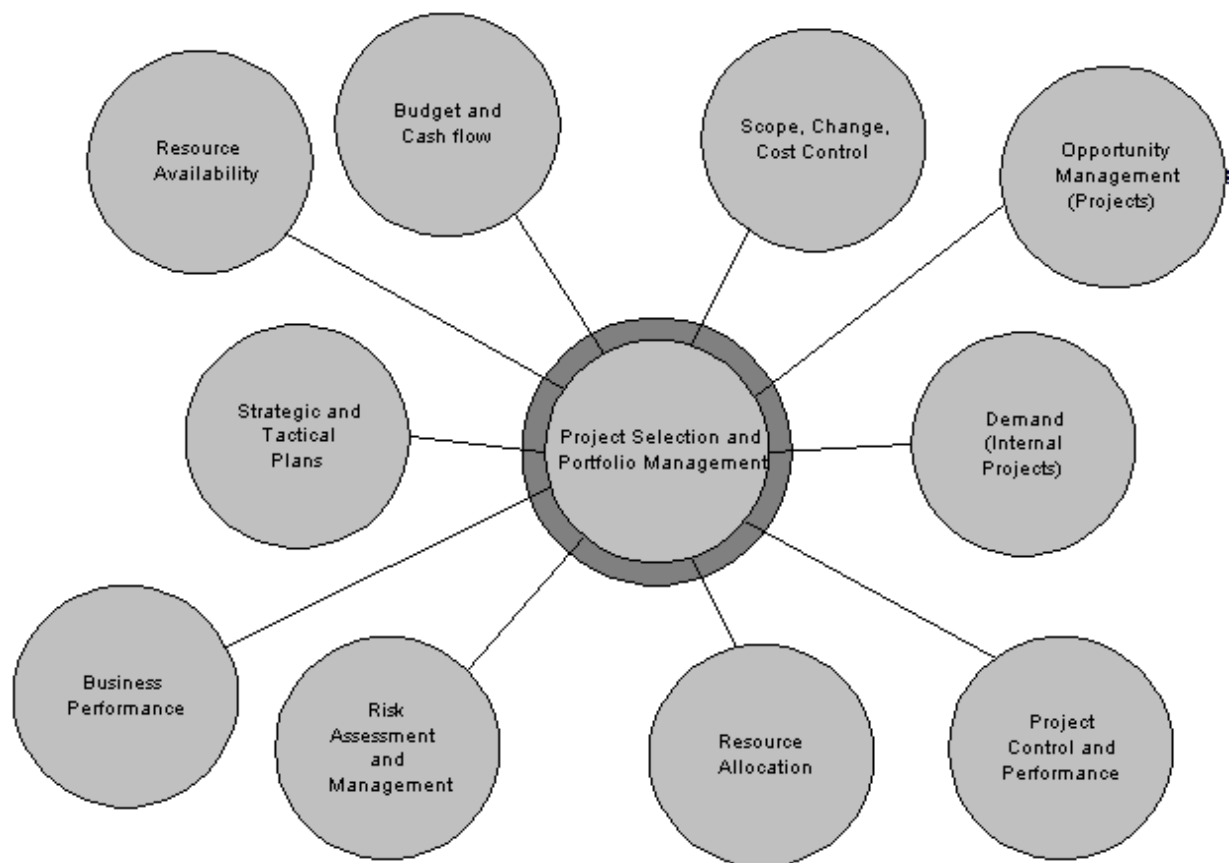 Resource
Availability
Budget and
Cash flow
Scope, Change,
Cost Control
Opportunity
Management
(Projects)
Strategic and
Tactical
Plans
Project Selection and
Portfolio Management
Demand
(Internal
Projects)
Business
Performance
Risk
Assessment
and
Management
Resource
Allocation
Project
Control and
Performance